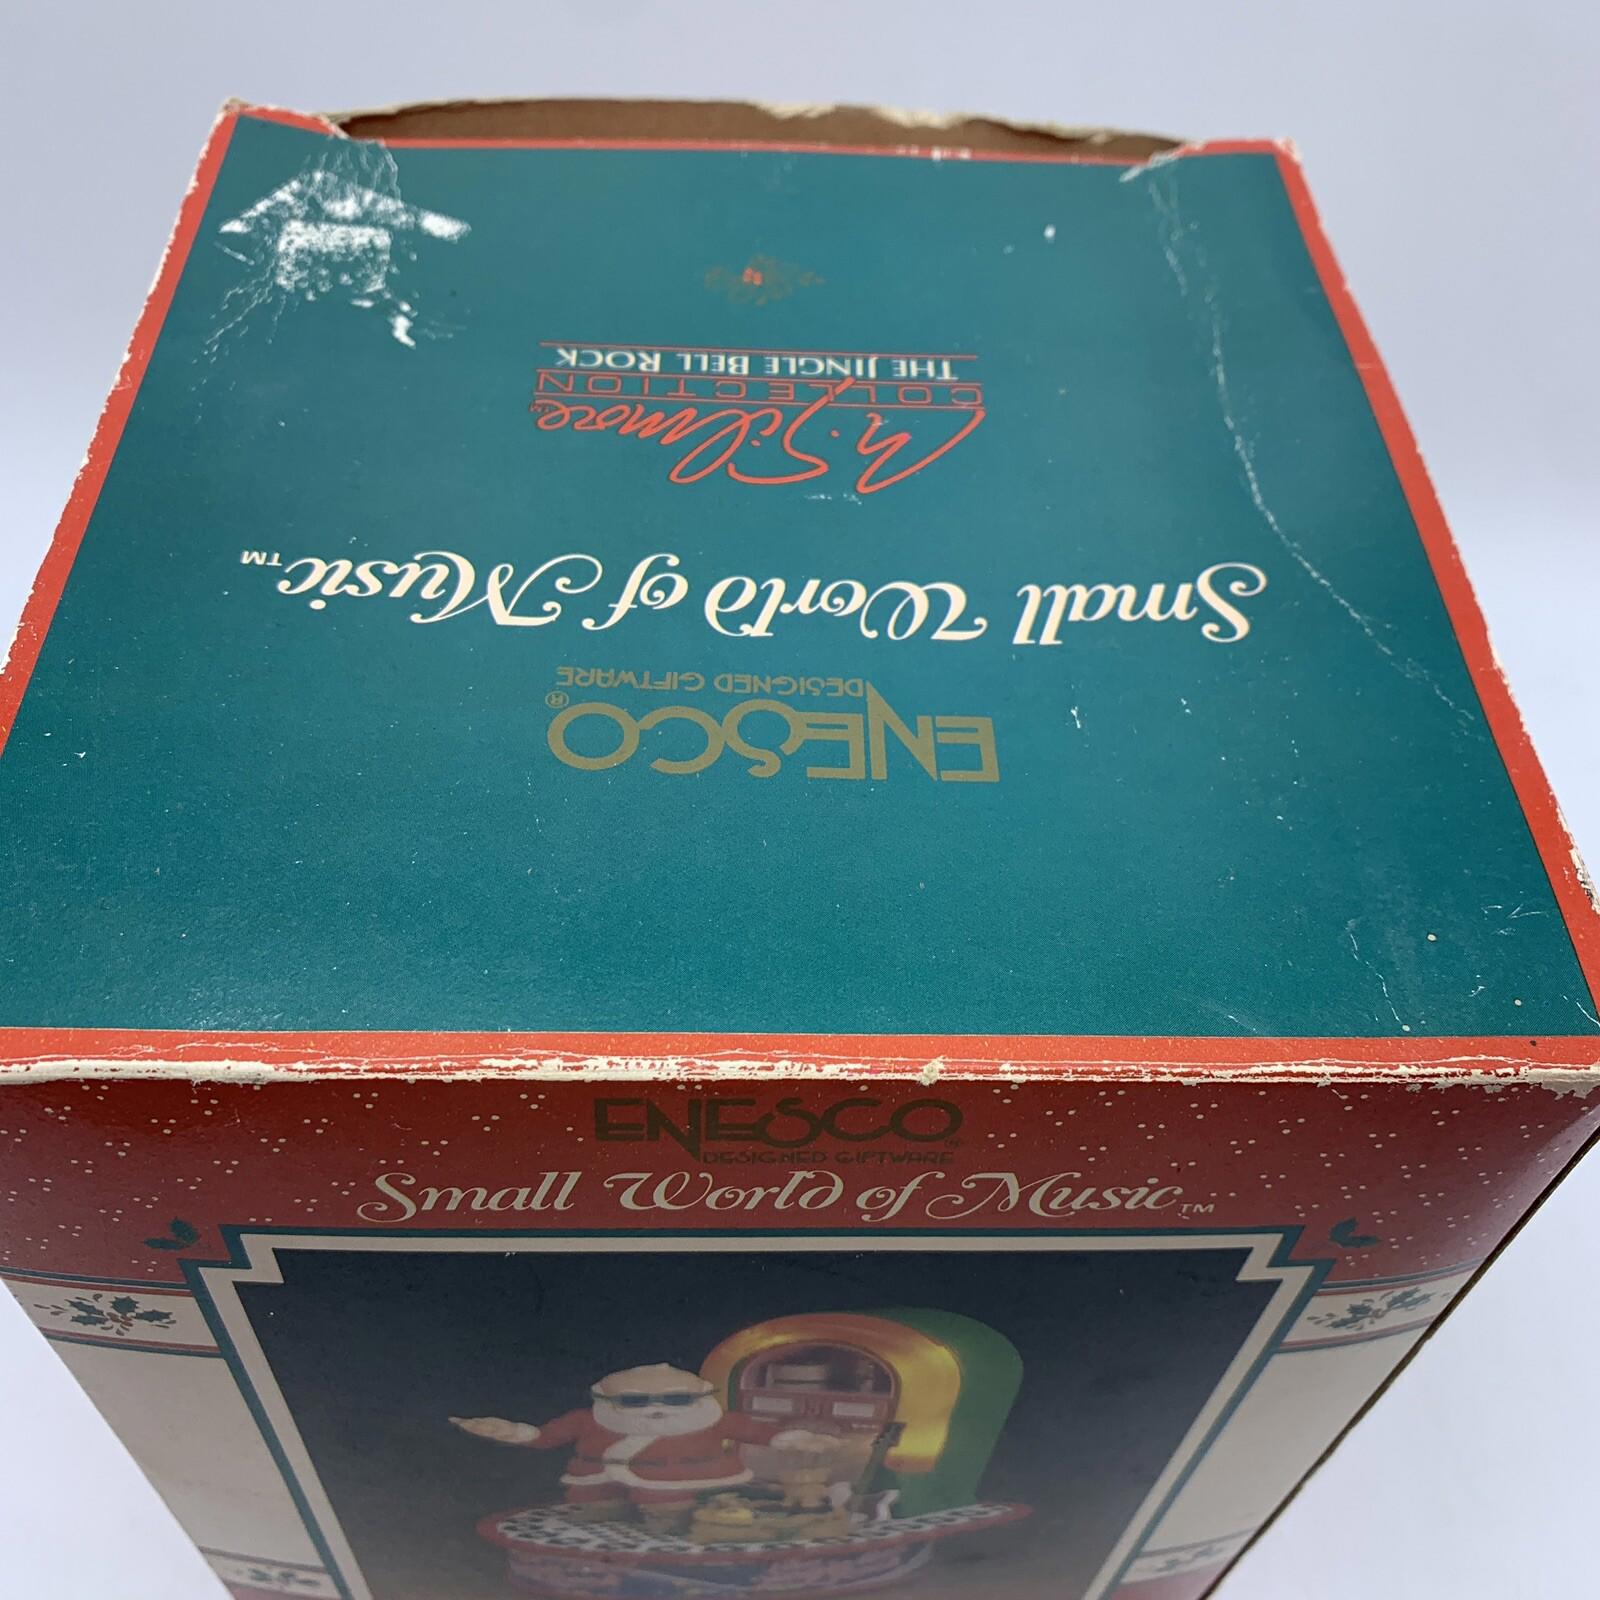 ENESCO®
DESIGNED GIFTWARE
Small World of Music™
M. Gilmore™
COLLECTION
THE JINGLE BELL ROCK
ENESCO®
DESIGNED GIFTWARE
Small World of Music™